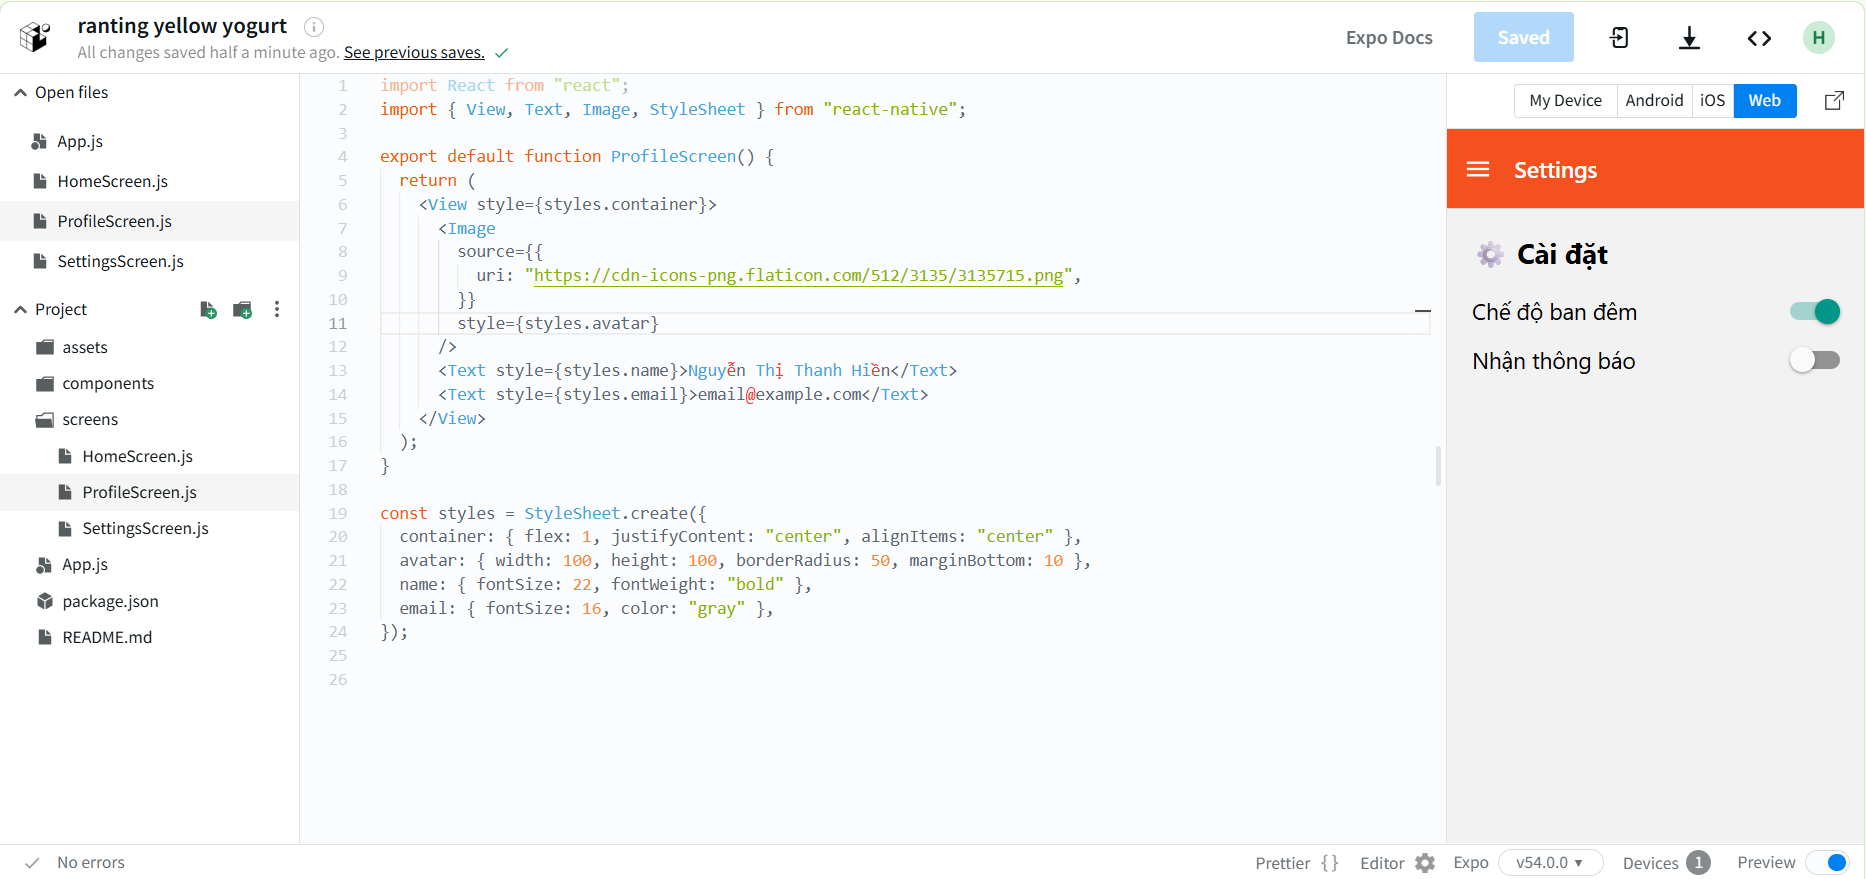 ranting yellow yogurt
All changes saved half a minute ago. See previous saves.
Expo Docs
Saved
H
Open files
App.js
HomeScreen.js
ProfileScreen.js
SettingsScreen.js
Project
assets
components
screens
HomeScreen.js
ProfileScreen.js
SettingsScreen.js
App.js
package.json
README.md
1 import React from "react";
2 import { View, Text, Image, StyleSheet } from "react-native";
3
4 export default function ProfileScreen() {
5 return (
6 <View style={styles.container}>
7 <Image
8 source={{
9 uri: "https://cdn-icons-png.flaticon.com/512/3135/3135715.png",
10 }}
11 style={styles.avatar}
12 />
13 <Text style={styles.name}>Nguyễn Thị Thanh Hiền</Text>
14 <Text style={styles.email}>email@example.com</Text>
15 </View>
16 );
17 }
18
19 const styles = StyleSheet.create({
20 container: { flex: 1, justifyContent: "center", alignItems: "center" },
21 avatar: { width: 100, height: 100, borderRadius: 50, marginBottom: 10 },
22 name: { fontSize: 22, fontWeight: "bold" },
23 email: { fontSize: 16, color: "gray" },
24 });
25
26
My Device Android iOS Web
Settings
Cài đặt
Chế độ ban đêm
Nhận thông báo
No errors
Prettier { } Editor Expo v54.0.0 ▾ Devices 1 Preview